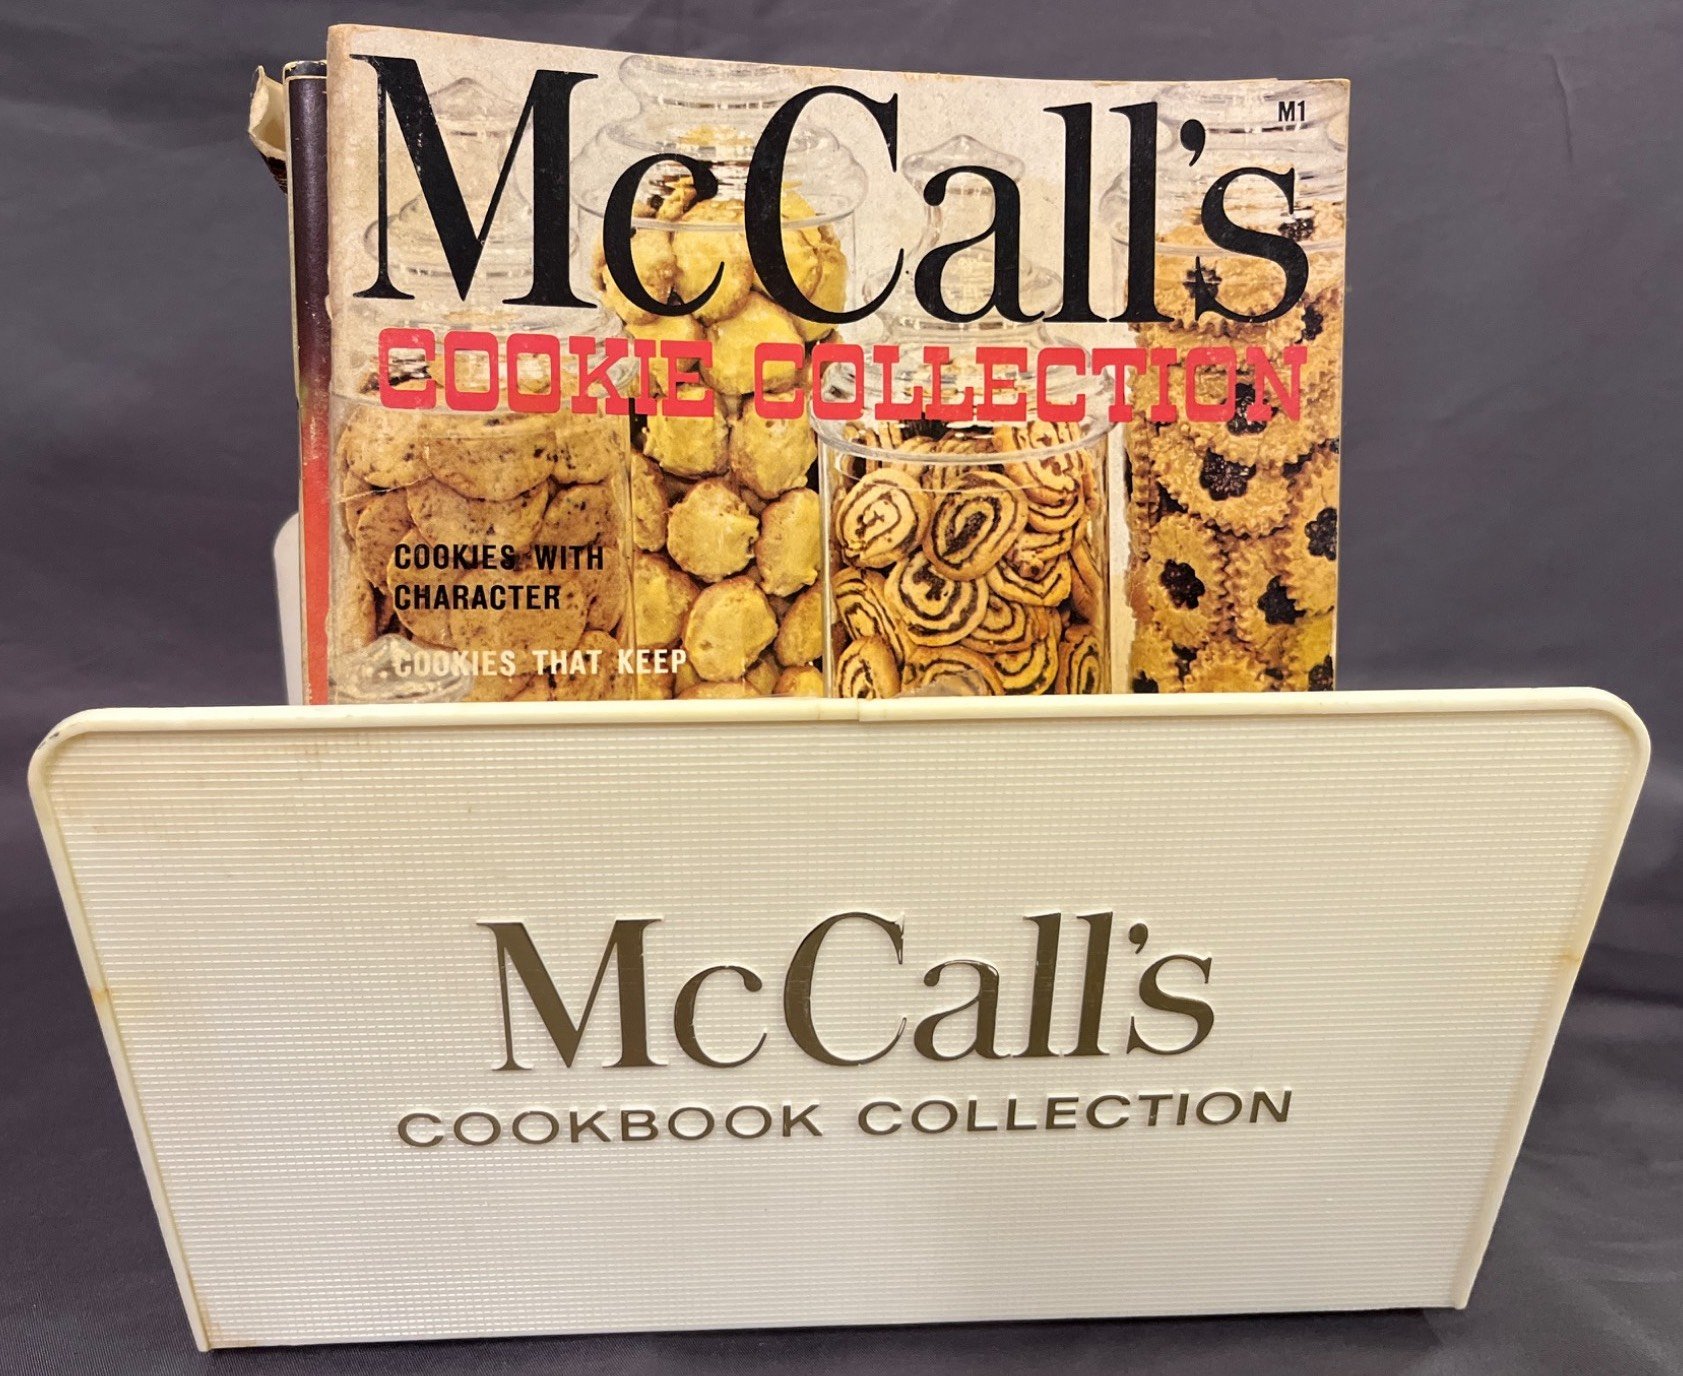 McCall's
M1
COOKIE COLLECTION
COOKIES WITH
CHARACTER
COOKIES THAT KEEP
McCall's
COOKBOOK COLLECTION